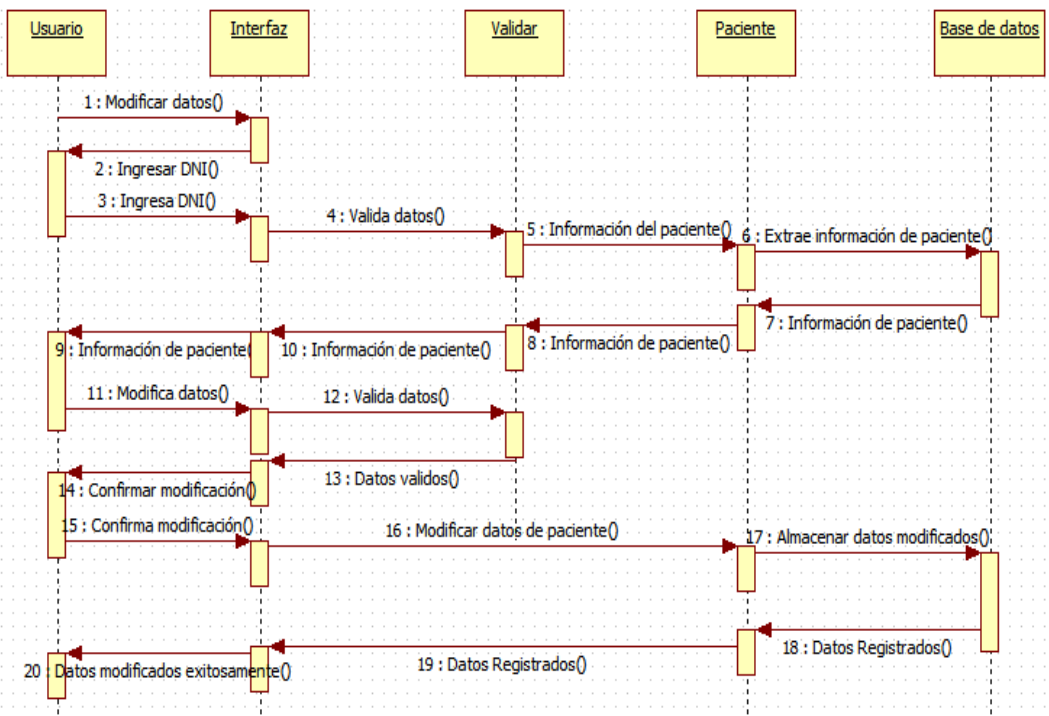 Usuario
Interfaz
Validar
Paciente
Base de datos
1 : Modificar datos()
2 : Ingresar DNI()
3 : Ingresa DNI()
4 : Valida datos()
5 : Información del paciente()
6 : Extrae información de paciente()
7 : Información de paciente()
8 : Información de paciente()
9 : Información de paciente(
10 : Información de paciente()
11 : Modifica datos()
12 : Valida datos()
13 : Datos validos()
14 : Confirmar modificación()
15 : Confirma modificación()
16 : Modificar datos de paciente()
17 : Almacenar datos modificados()
18 : Datos Registrados()
19 : Datos Registrados()
20 : Datos modificados exitosamente()